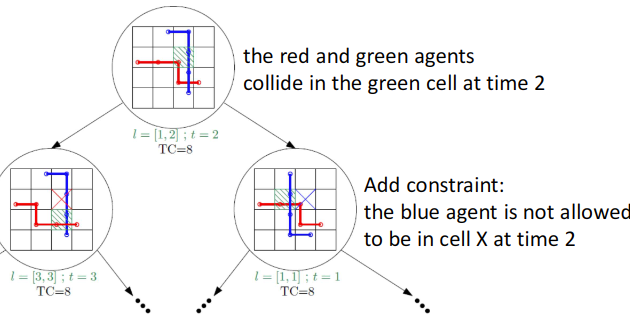 the red and green agents
collide in the green cell at time 2
l = [1, 2] ; t = 2
TC=8
Add constraint:
the blue agent is not allowed
to be in cell X at time 2
l = [3, 3] ; t = 3
TC=8
l = [1, 1] ; t = 1
TC=8